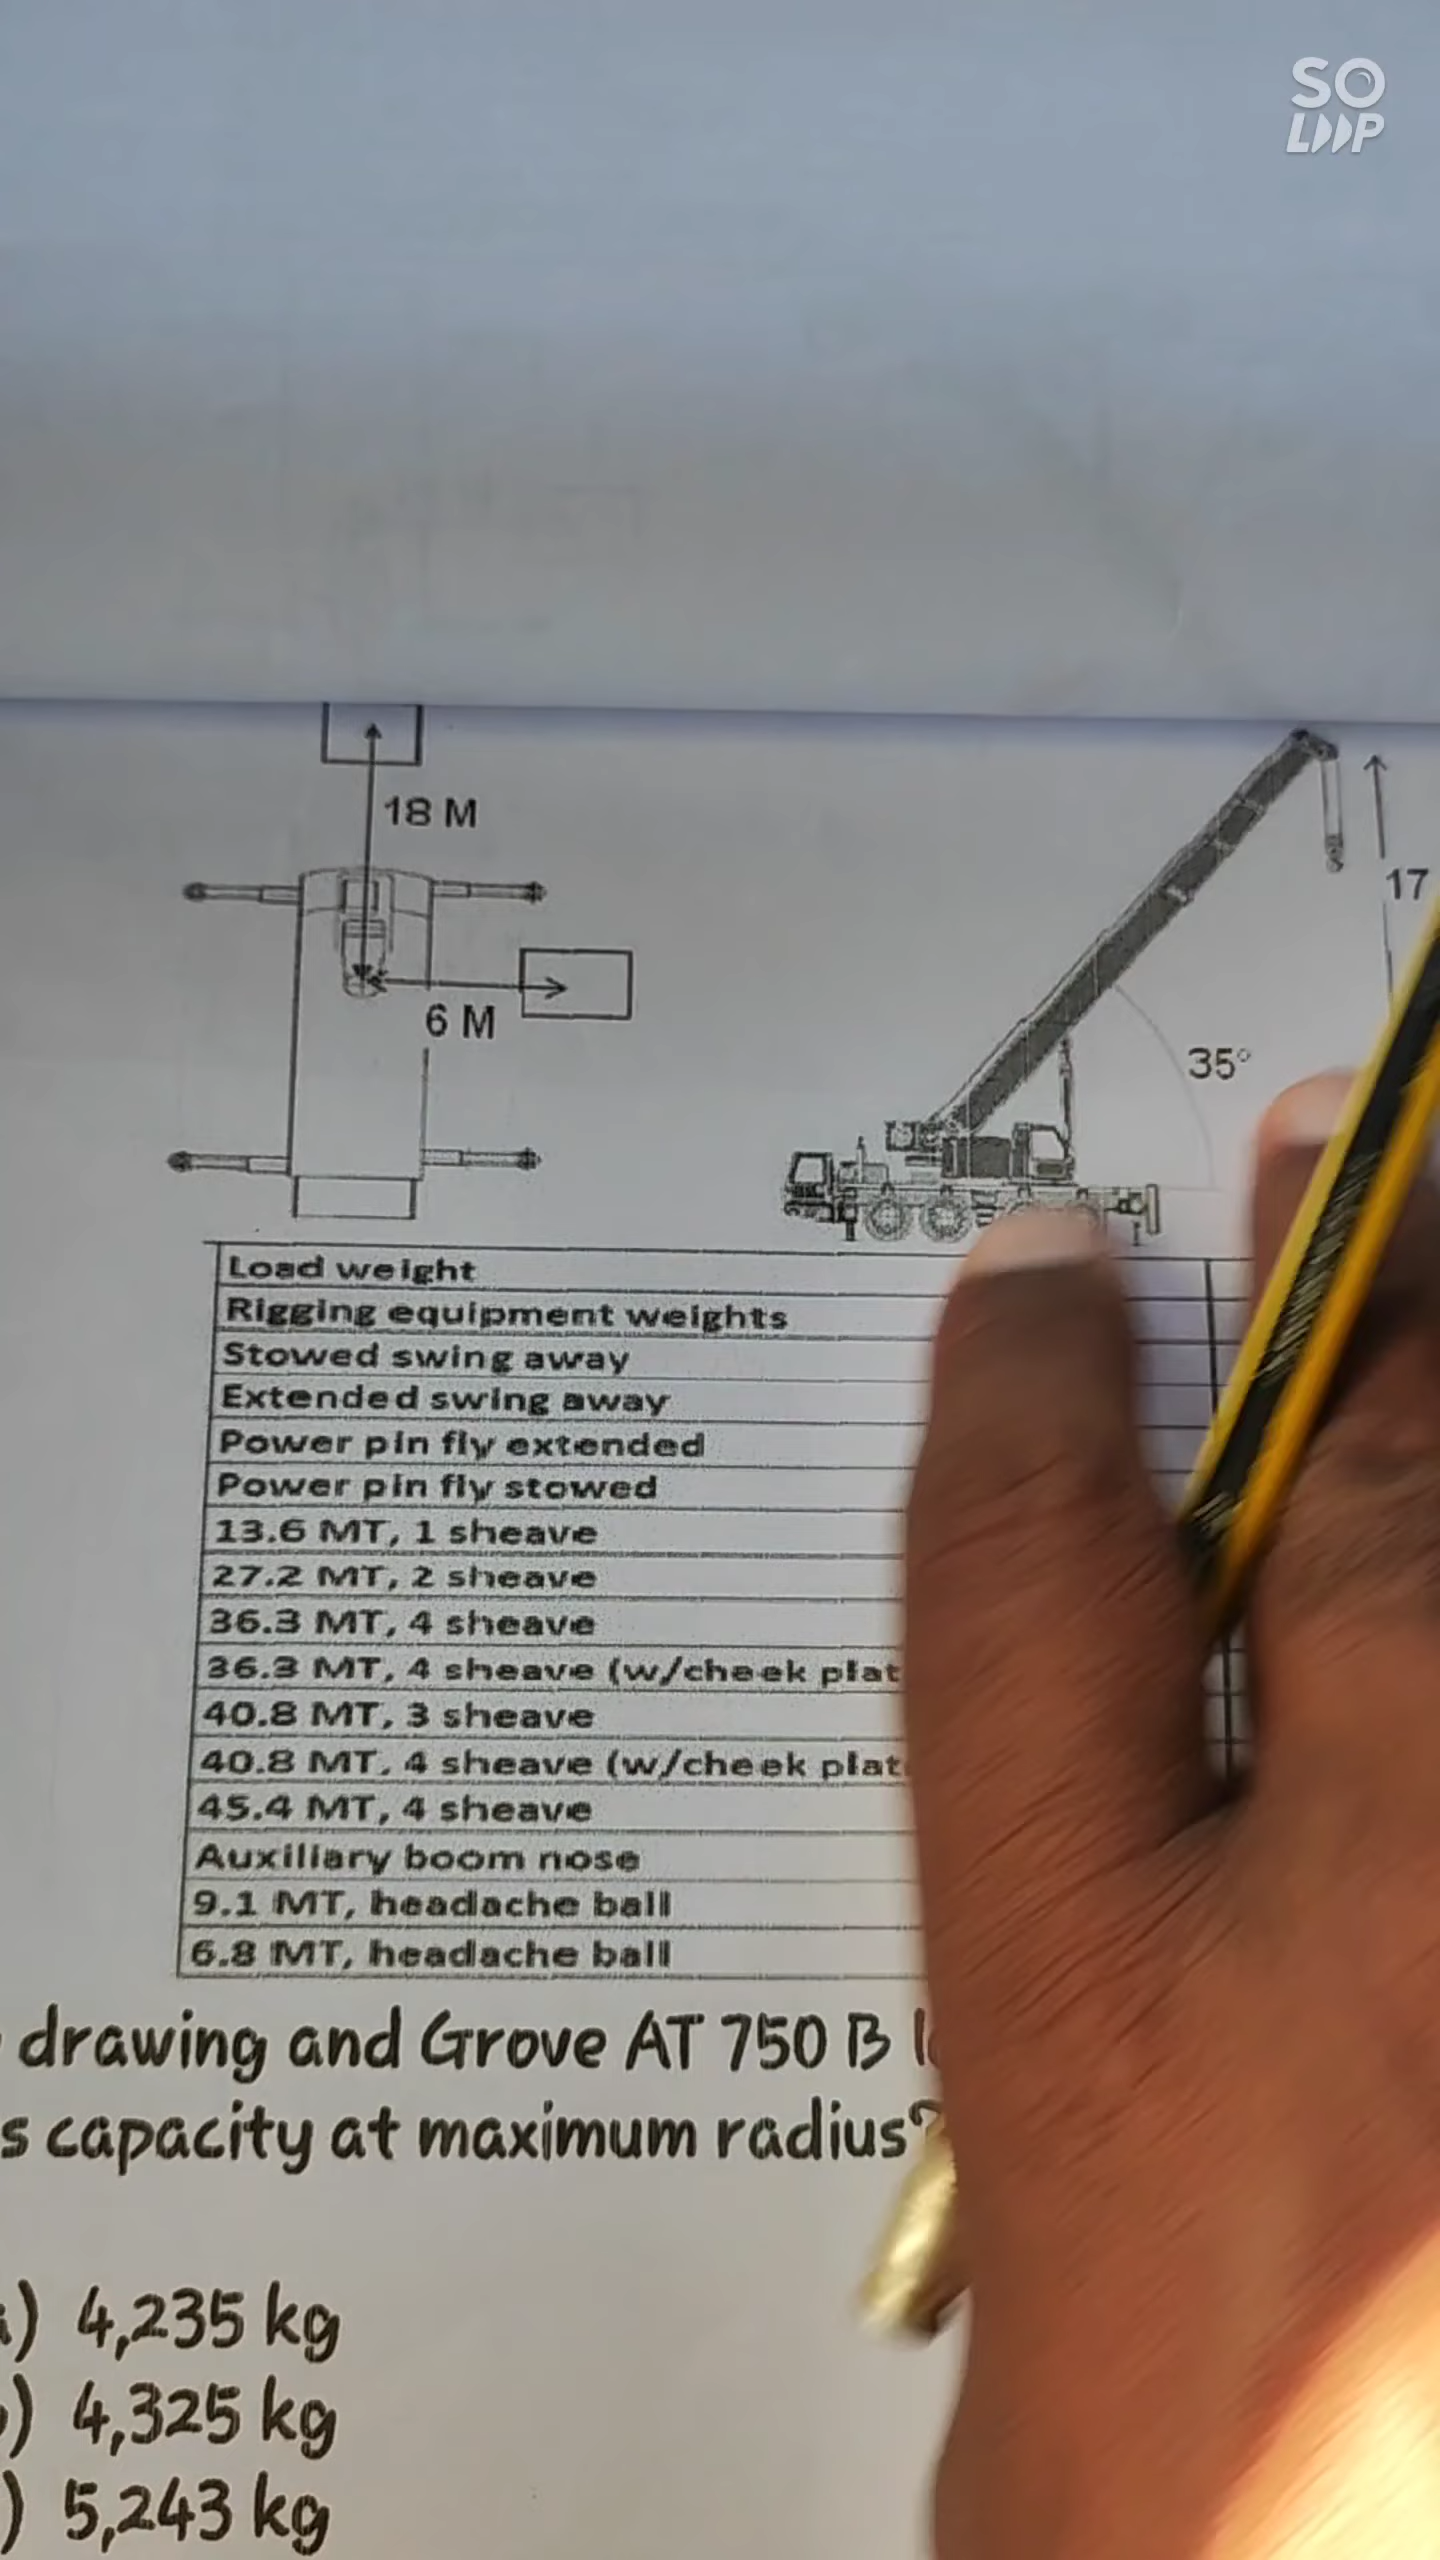 SO
LOOP
18 M
17
6 M
35°
Load weight
Rigging equipment weights
Stowed swing away
Extended swing away
Power pin fly extended
Power pin fly stowed
13.6 MT, 1 sheave
27.2 MT, 2 sheave
36.3 MT, 4 sheave
36.3 MT, 4 sheave (w/cheek plat
40.8 MT, 3 sheave
40.8 MT, 4 sheave (w/cheek plat
45.4 MT, 4 sheave
Auxiliary boom nose
9.1 MT, headache ball
6.8 MT, headache ball
drawing and Grove AT 750 B
s capacity at maximum radius?
) 4,235 kg
) 4,325 kg
) 5,243 kg